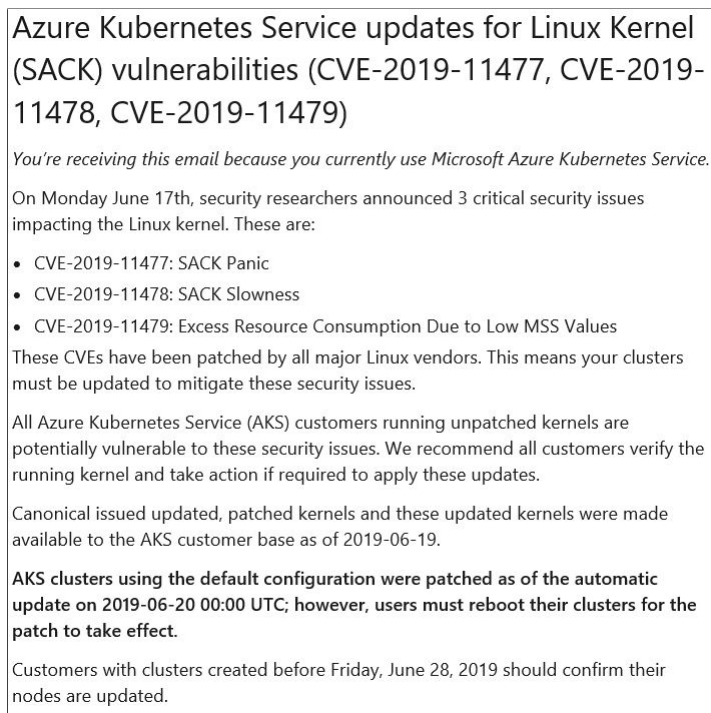 Azure Kubernetes Service updates for Linux Kernel
(SACK) vulnerabilities (CVE-2019-11477, CVE-2019-
11478, CVE-2019-11479)
You're receiving this email because you currently use Microsoft Azure Kubernetes Service.
On Monday June 17th, security researchers announced 3 critical security issues
impacting the Linux kernel. These are:
• CVE-2019-11477: SACK Panic
• CVE-2019-11478: SACK Slowness
• CVE-2019-11479: Excess Resource Consumption Due to Low MSS Values
These CVEs have been patched by all major Linux vendors. This means your clusters
must be updated to mitigate these security issues.
All Azure Kubernetes Service (AKS) customers running unpatched kernels are
potentially vulnerable to these security issues. We recommend all customers verify the
running kernel and take action if required to apply these updates.
Canonical issued updated, patched kernels and these updated kernels were made
available to the AKS customer base as of 2019-06-19.
AKS clusters using the default configuration were patched as of the automatic
update on 2019-06-20 00:00 UTC; however, users must reboot their clusters for the
patch to take effect.
Customers with clusters created before Friday, June 28, 2019 should confirm their
nodes are updated.